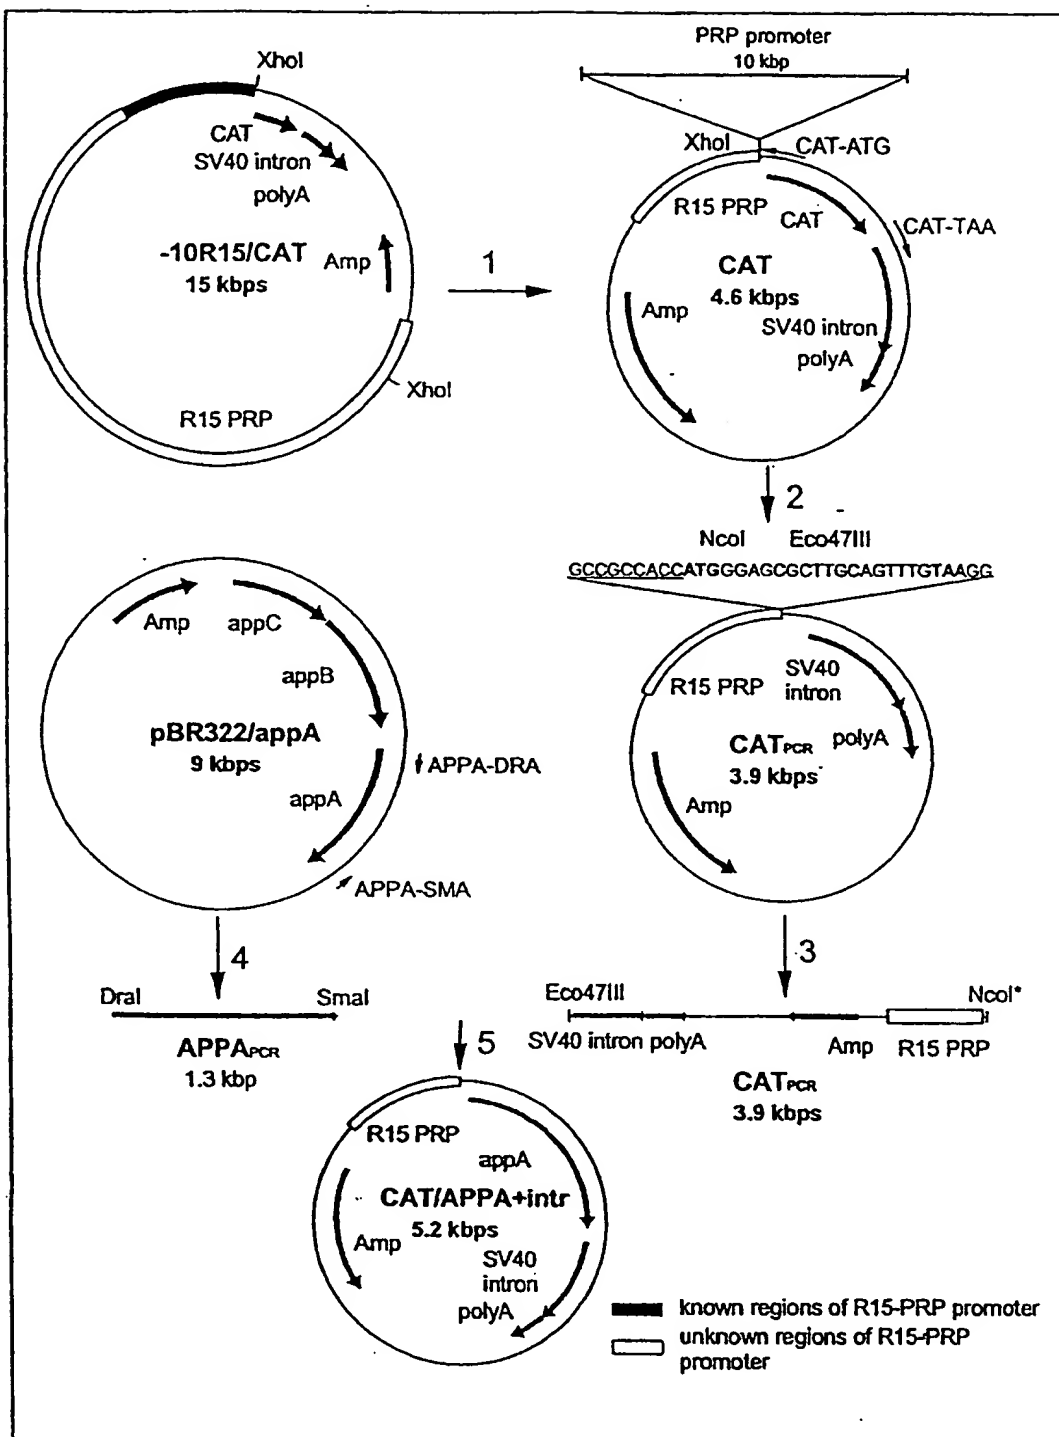 XhoI
CAT
SV40 intron
polyA
-10R15/CAT
15 kbps
Amp
XhoI
R15 PRP
1
PRP promoter
10 kbp
XhoI
CAT-ATG
R15 PRP
CAT
CAT-TAA
CAT
4.6 kbps
Amp
SV40 intron
polyA
2
NcoI Eco47III
GCCGCCACCATGGGAGCGCTTGCAGTTTGTAAGG
Amp
appC
appB
pBR322/appA
9 kbps
appA
APPA-DRA
APPA-SMA
R15 PRP
SV40
intron
CATPCR
3.9 kbps
polyA
Amp
4
3
DraI
SmaI
APPAPCR
1.3 kbp
Eco47III
NcoI*
SV40 intron polyA
Amp
R15 PRP
CATPCR
3.9 kbps
5
R15 PRP
appA
CAT/APPA+intr
5.2 kbps
Amp
SV40
intron
polyA
known regions of R15-PRP promoter
unknown regions of R15-PRP
promoter